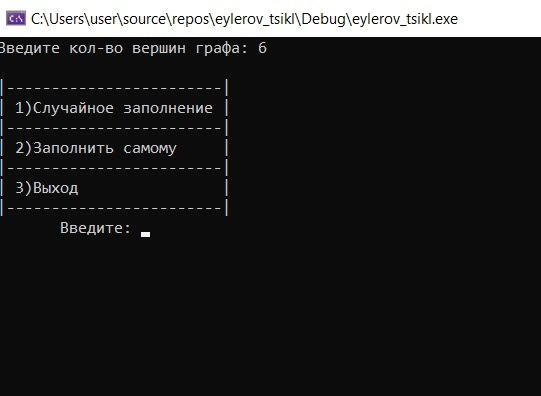 C:\Users\user\source\repos\eylerov_tsikl\Debug\eylerov_tsikl.exe
Введите кол-во вершин графа: 6
|------------------------|
| 1)Случайное заполнение |
|------------------------|
| 2)Заполнить самому     |
|------------------------|
| 3)Выход                |
|------------------------|
Введите: